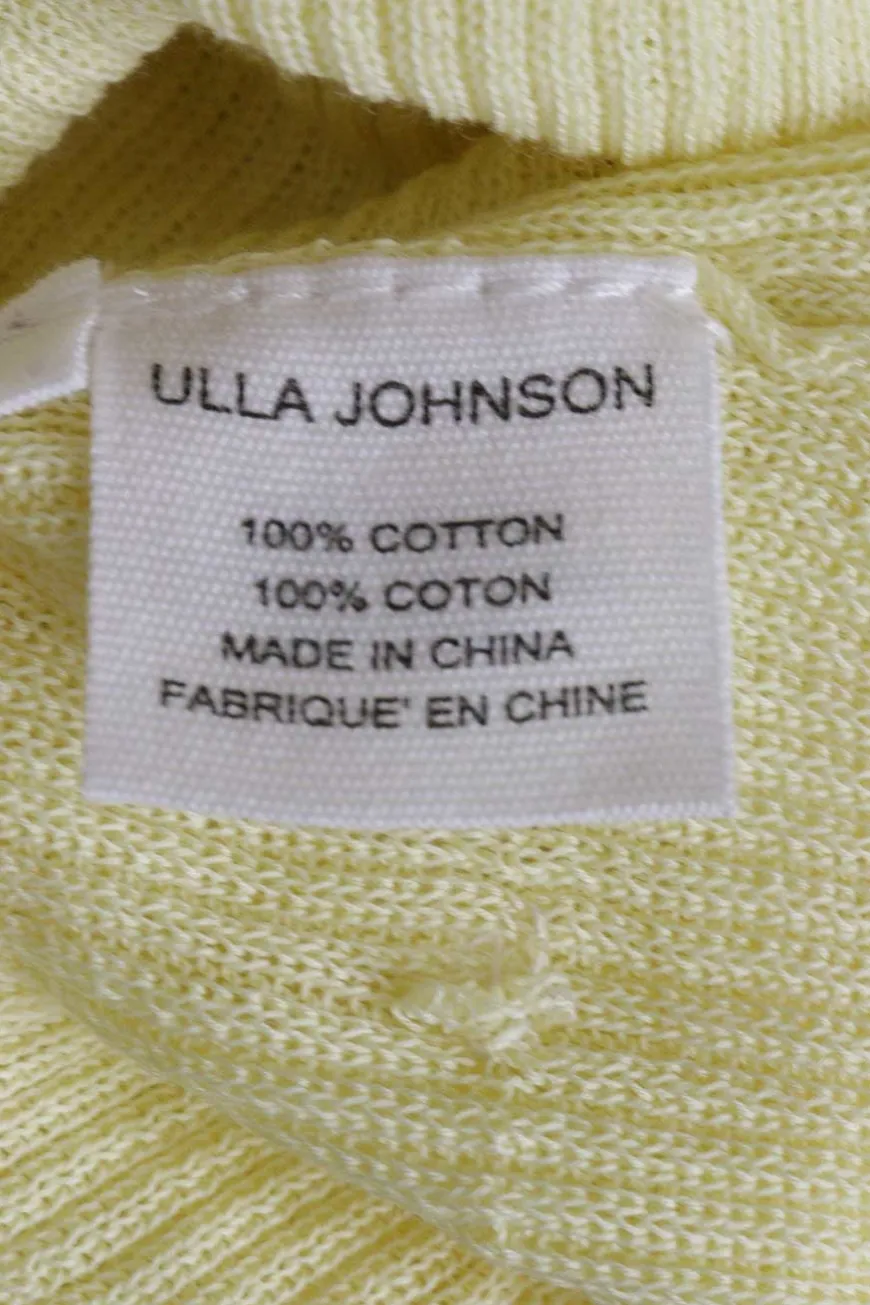 ULLA JOHNSON
100% COTTON
100% COTON
MADE IN CHINA
FABRIQUE' EN CHINE